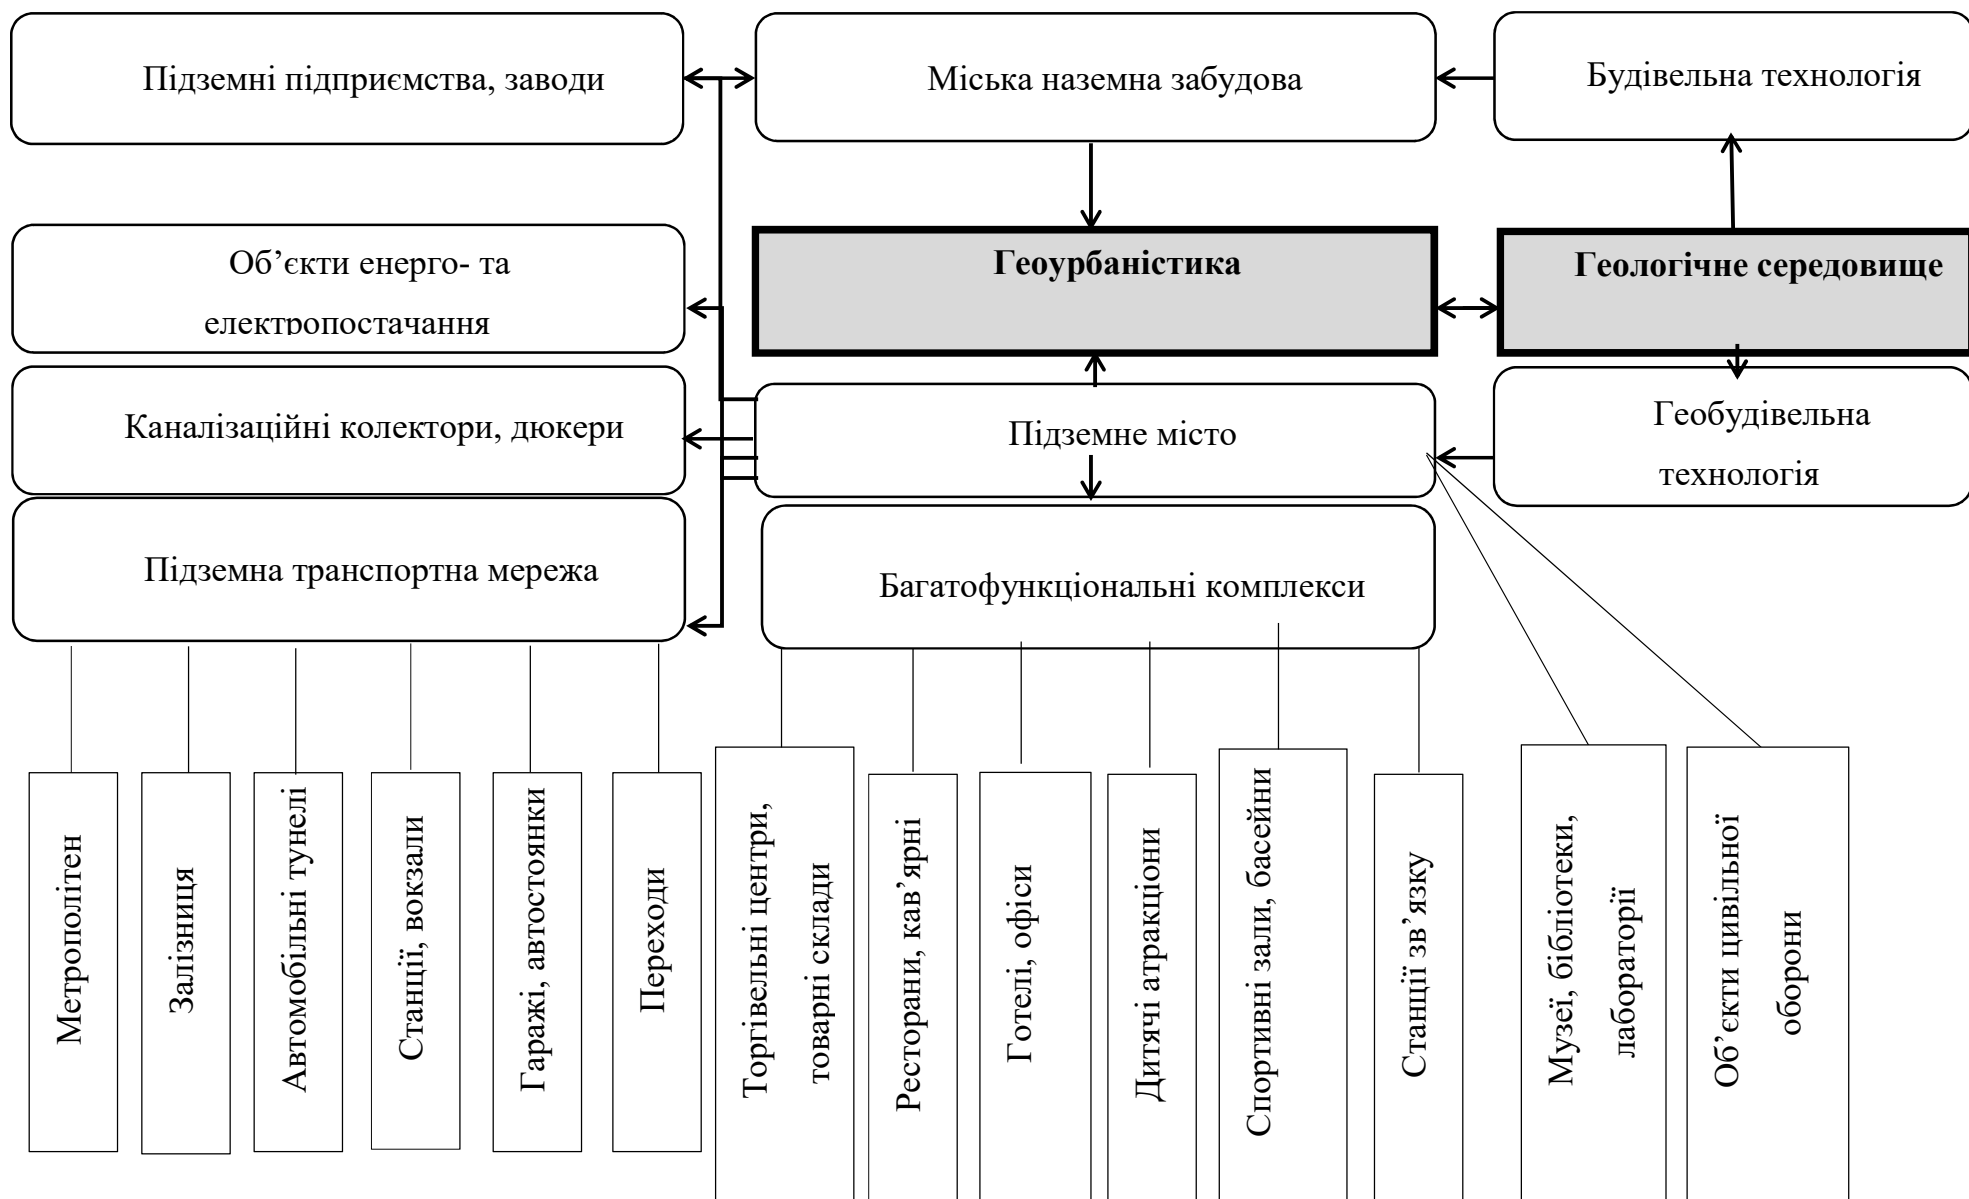 Підземні підприємства, заводи
Міська наземна забудова
Будівельна технологія
Об’єкти енерго- та
електропостачання
Геоурбаністика
Геологічне середовище
Каналізаційні колектори, дюкери
Підземне місто
Геобудівельна
технологія
Підземна транспортна мережа
Багатофункціональні комплекси
Метрополітен
Залізниця
Автомобільні тунелі
Станції, вокзали
Гаражі, автостоянки
Переходи
Торгівельні центри,
товарні склади
Ресторани, кав’ярні
Готелі, офіси
Дитячі атракціони
Спортивні зали, басейни
Станції зв’язку
Музеї, бібліотеки,
лабораторії
Об’єкти цивільної
оборони